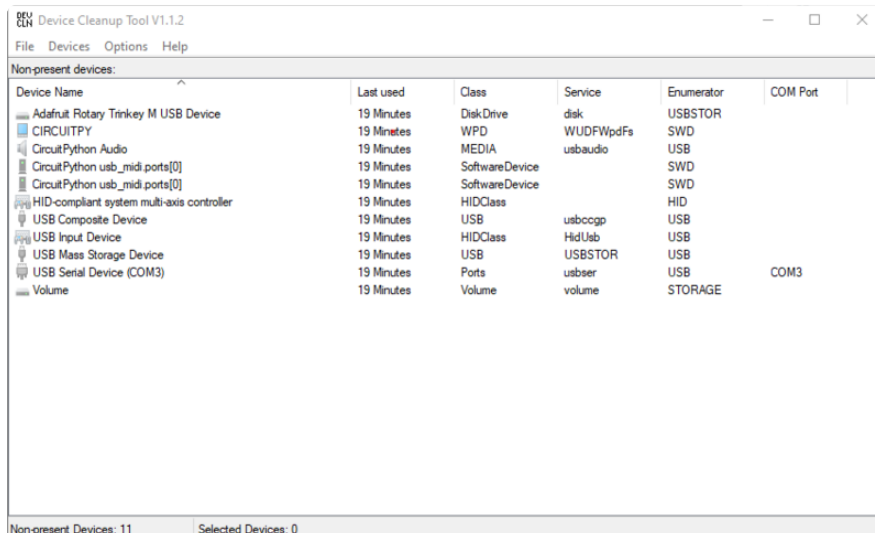 DEV CLN Device Cleanup Tool V1.1.2
File Devices Options Help
Non-present devices:
Device Name Last used Class Service Enumerator COM Port
Adafruit Rotary Trinkey M USB Device 19 Minutes DiskDrive disk USBSTOR
CIRCUITPY 19 Minutes WPD WUDFWpdFs SWD
CircuitPython Audio 19 Minutes MEDIA usbaudio USB
CircuitPython usb_midi.ports[0] 19 Minutes SoftwareDevice SWD
CircuitPython usb_midi.ports[0] 19 Minutes SoftwareDevice SWD
HID-compliant system multi-axis controller 19 Minutes HIDClass HID
USB Composite Device 19 Minutes USB usbccgp USB
USB Input Device 19 Minutes HIDClass HidUsb USB
USB Mass Storage Device 19 Minutes USB USBSTOR USB
USB Serial Device (COM3) 19 Minutes Ports usbser USB COM3
Volume 19 Minutes Volume volume STORAGE
Non-present Devices: 11 Selected Devices: 0